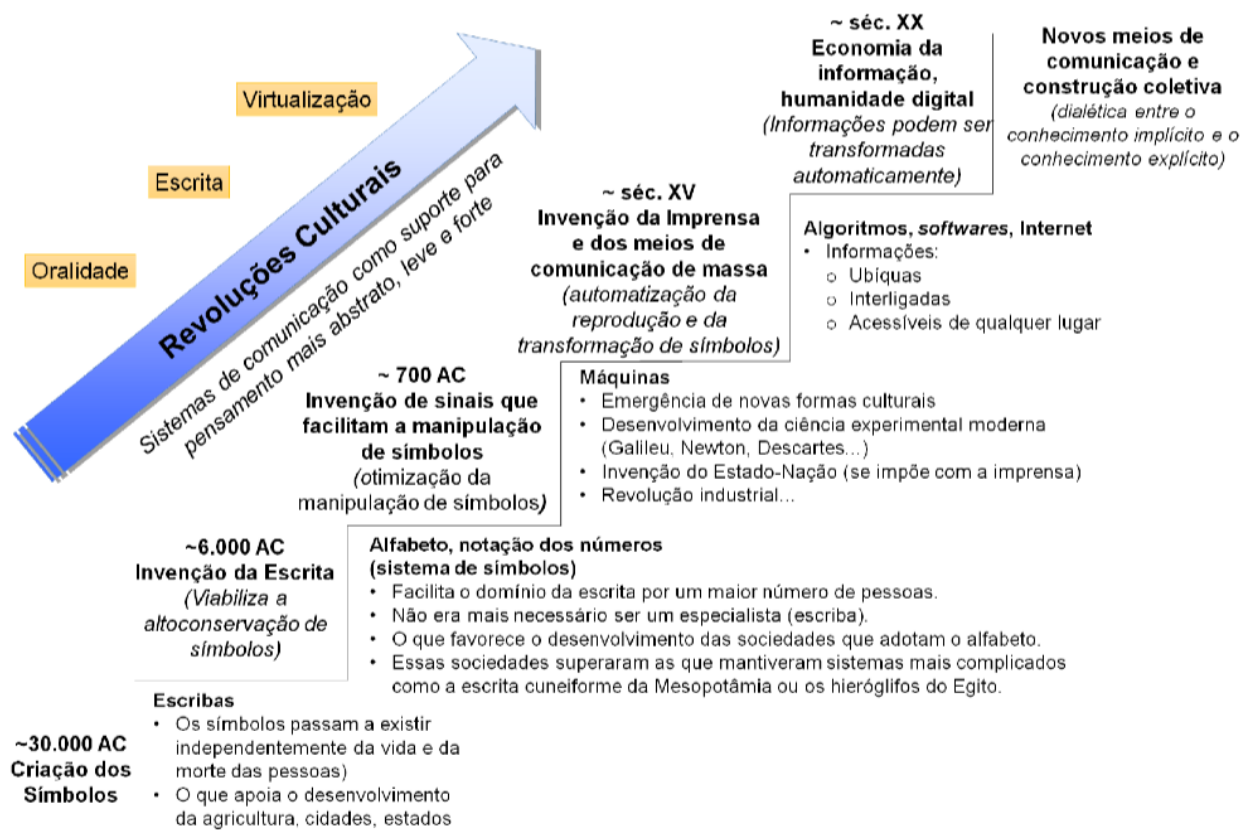 Virtualização
Escrita
Oralidade
Revoluções Culturais
Sistemas de comunicação como suporte para
pensamento mais abstrato, leve e forte
~30.000 AC
Criação dos
Símbolos
Escribas
• Os símbolos passam a existir
independentemente da vida e da
morte das pessoas)
• O que apoia o desenvolvimento
da agricultura, cidades, estados
~6.000 AC
Invenção da Escrita
(Viabiliza a
altoconservação de
símbolos)
Alfabeto, notação dos números
(sistema de símbolos)
• Facilita o domínio da escrita por um maior número de pessoas.
• Não era mais necessário ser um especialista (escriba).
• O que favorece o desenvolvimento das sociedades que adotam o alfabeto.
• Essas sociedades superaram as que mantiveram sistemas mais complicados
como a escrita cuneiforme da Mesopotâmia ou os hieróglifos do Egito.
~ 700 AC
Invenção de sinais que
facilitam a manipulação
de símbolos
(otimização da
manipulação de símbolos)
Máquinas
• Emergência de novas formas culturais
• Desenvolvimento da ciência experimental moderna
(Galileu, Newton, Descartes...)
• Invenção do Estado-Nação (se impõe com a imprensa)
• Revolução industrial...
~ séc. XV
Invenção da Imprensa
e dos meios de
comunicação de massa
(automatização da
reprodução e da
transformação de símbolos)
Algoritmos, softwares, Internet
• Informações:
o Ubíquas
o Interligadas
o Acessíveis de qualquer lugar
~ séc. XX
Economia da
informação,
humanidade digital
(Informações podem ser
transformadas
automaticamente)
Novos meios de
comunicação e
construção coletiva
(dialética entre o
conhecimento implícito e o
conhecimento explícito)